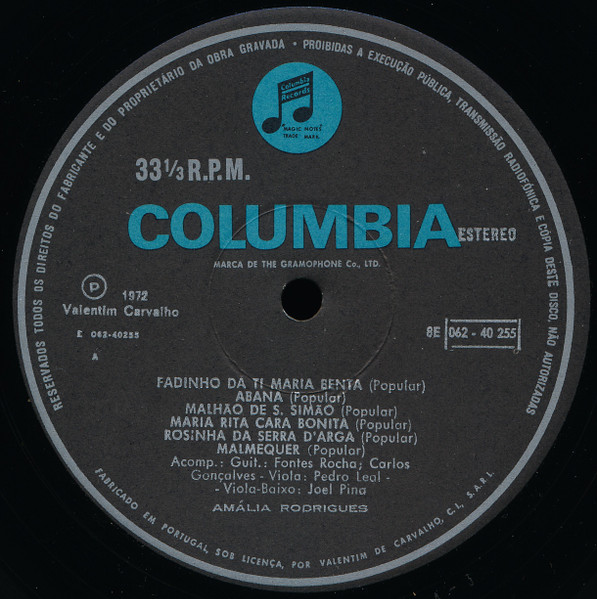 RESERVADOS TODOS OS DIREITOS DO FABRICANTE E DO PROPRIETÁRIO DA OBRA GRAVADA • PROIBIDAS A EXECUÇÃO PÚBLICA, TRANSMISSÃO RADIOFÓNICA E CÓPIA DESTE DISCO, NÃO AUTORIZADAS
Columbia
Records
"MAGIC NOTES"
TRADE MARK
33 1/3 R.P.M.
COLUMBIA
ESTEREO
MARCA DE THE GRAMOPHONE Co., LTD.
P 1972
Valentim Carvalho
E 062-40255
A
8E 062 - 40 255
FADINHO DA TI MARIA BENTA (Popular)
ABANA (Popular)
MALHÃO DE S. SIMÃO (Popular)
MARIA RITA CARA BONITA (Popular)
ROSINHA DA SERRA D'ARGA (Popular)
MALMEQUER (Popular)
Acomp.: Guit.: Fontes Rocha; Carlos
Gonçalves - Viola: Pedro Leal -
- Viola-Baixo: Joel Pina
AMÁLIA RODRIGUES
FABRICADO EM PORTUGAL, SOB LICENÇA, POR VALENTIM DE CARVALHO, C.I., S.A.R.L.